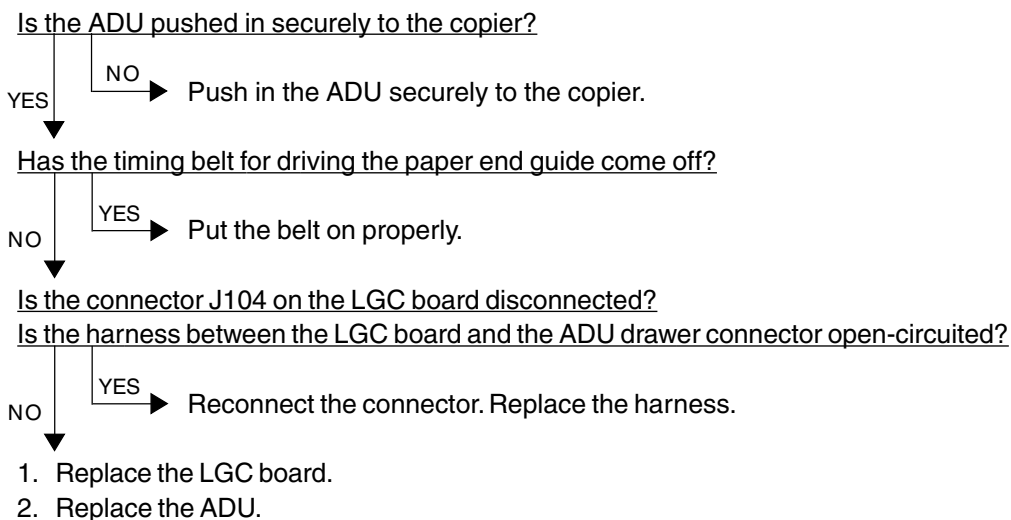 Is the ADU pushed in securely to the copier?
NO
Push in the ADU securely to the copier.
YES
Has the timing belt for driving the paper end guide come off?
YES
Put the belt on properly.
NO
Is the connector J104 on the LGC board disconnected?
Is the harness between the LGC board and the ADU drawer connector open-circuited?
YES
Reconnect the connector. Replace the harness.
NO
1. Replace the LGC board.
2. Replace the ADU.